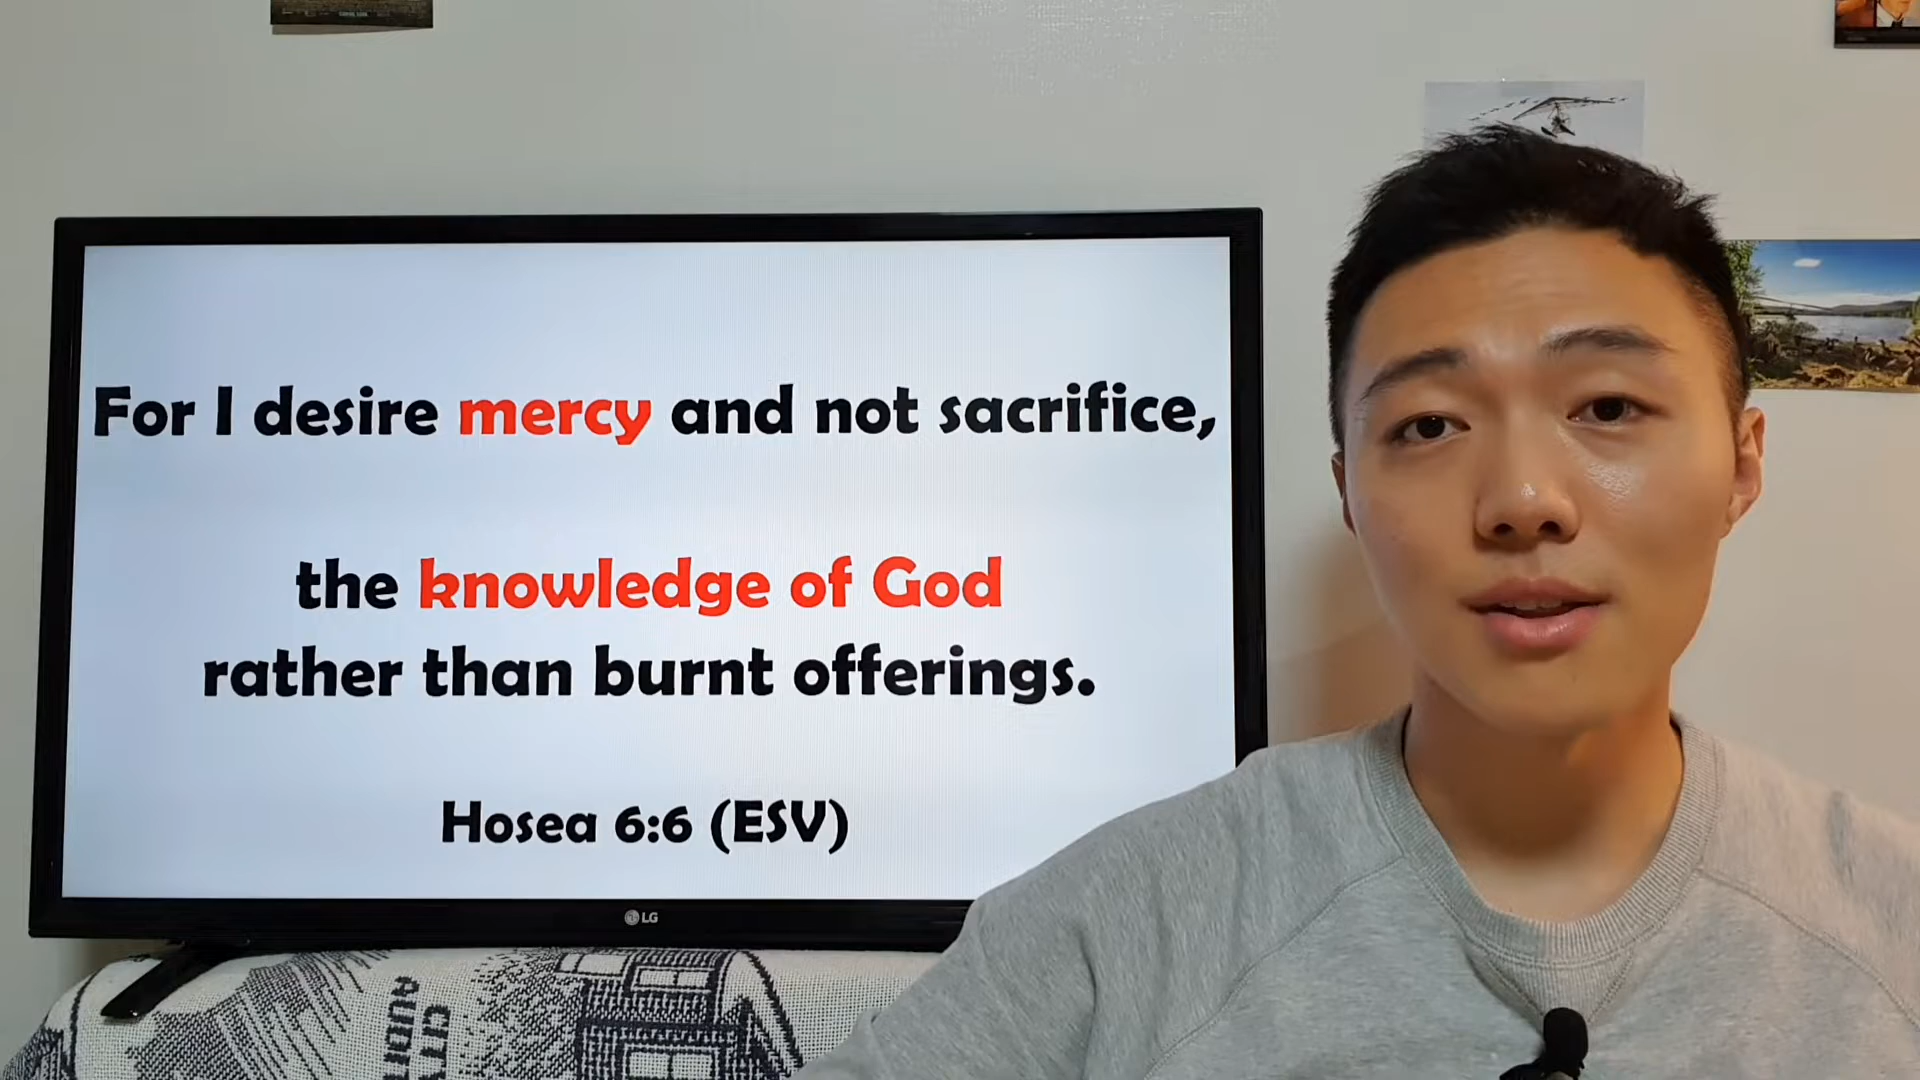 For I desire mercy and not sacrifice,
the knowledge of God
rather than burnt offerings.
Hosea 6:6 (ESV)
LG
CITY